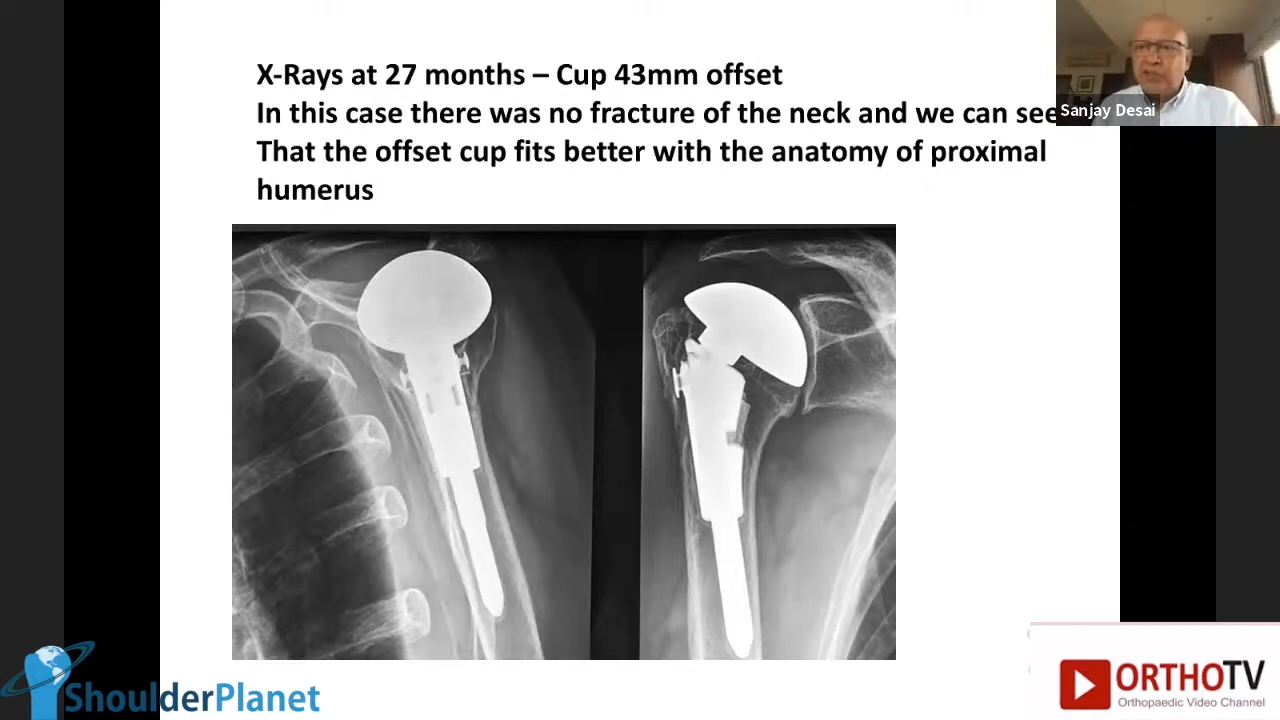 X-Rays at 27 months – Cup 43mm offset
In this case there was no fracture of the neck and we can see
That the offset cup fits better with the anatomy of proximal
humerus
Sanjay Desai
ShoulderPlanet
ORTHOTV
Orthopaedic Video Channel